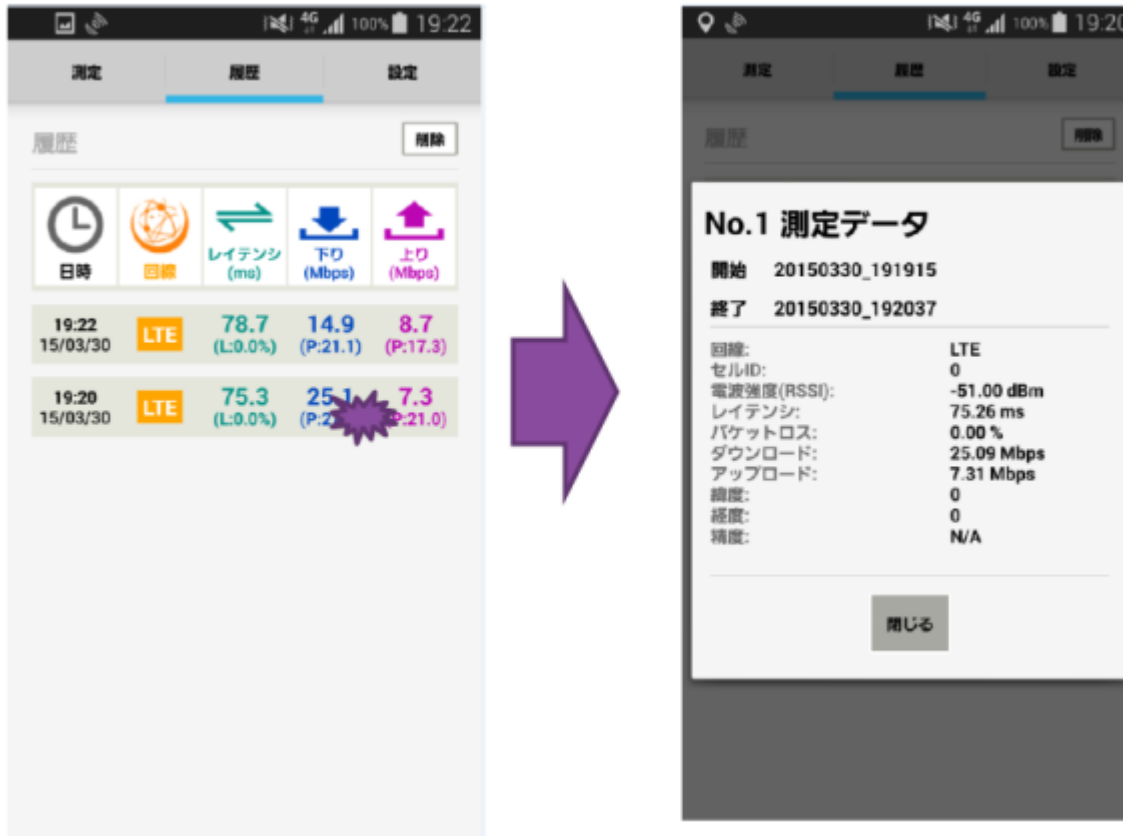 4G 100% 19:22
測定 履歴 設定
履歴 削除
日時 回線 レイテンシ (ms) 下り (Mbps) 上り (Mbps)
19:22 15/03/30 LTE 78.7 (L:0.0%) 14.9 (P:21.1) 8.7 (P:17.3)
19:20 15/03/30 LTE 75.3 (L:0.0%) 25.1 7.3 (P:21.0)
4G 100% 19:20
測定 履歴 設定
履歴 削除
No.1 測定データ
開始 20150330_191915
終了 20150330_192037
回線: LTE
セルID: 0
電波強度(RSSI): -51.00 dBm
レイテンシ: 75.26 ms
パケットロス: 0.00 %
ダウンロード: 25.09 Mbps
アップロード: 7.31 Mbps
緯度: 0
経度: 0
精度: N/A
閉じる